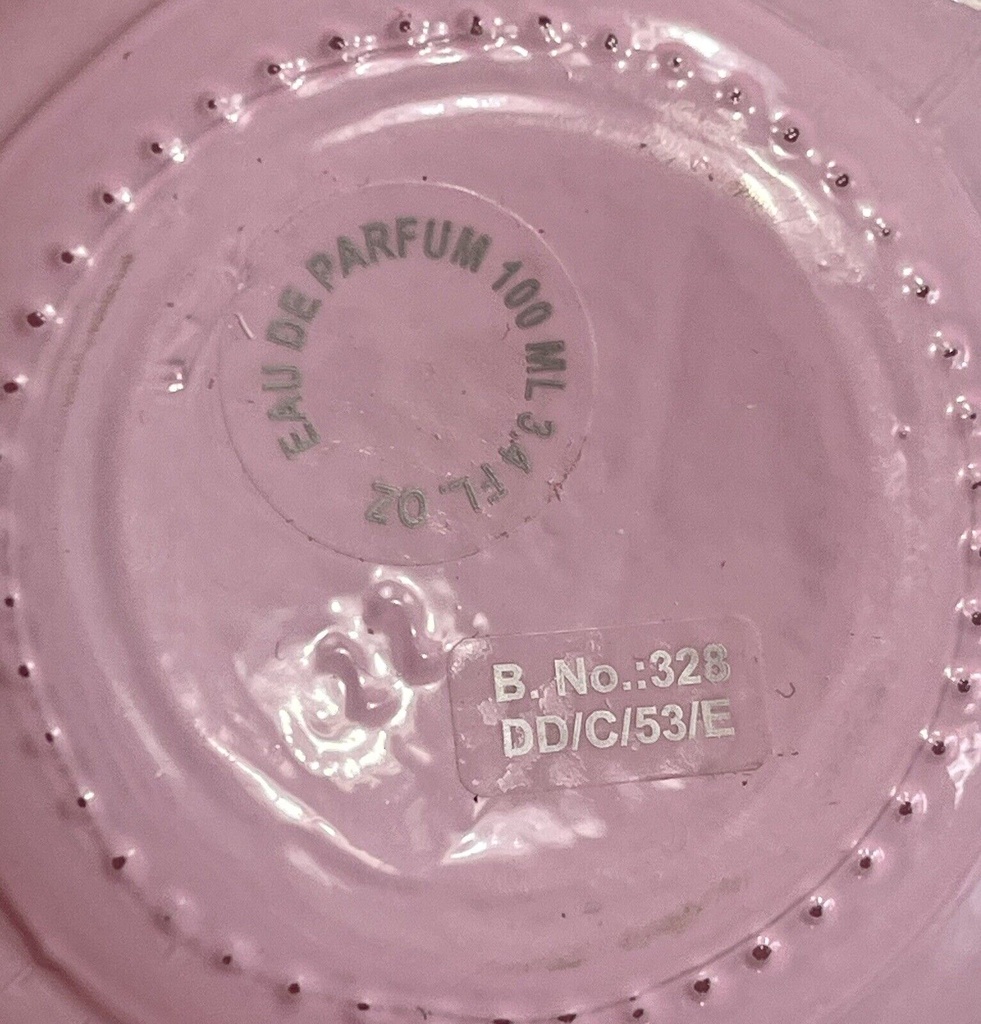 EAU DE PARFUM 100 ML 3.4 FL. OZ
B. No.:328
DD/C/53/E